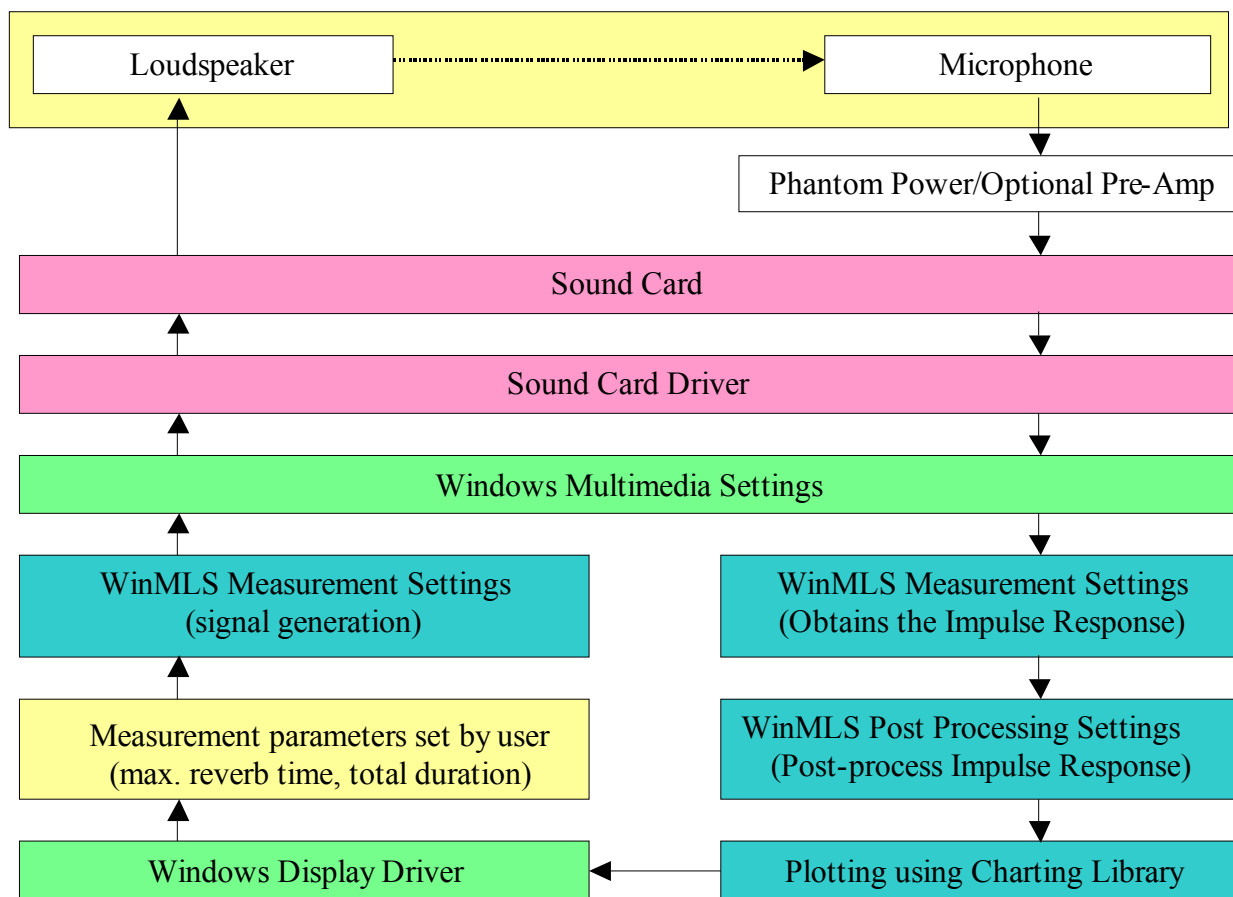 Loudspeaker
Microphone
Phantom Power/Optional Pre-Amp
Sound Card
Sound Card Driver
Windows Multimedia Settings
WinMLS Measurement Settings
(signal generation)
WinMLS Measurement Settings
(Obtains the Impulse Response)
Measurement parameters set by user
(max. reverb time, total duration)
WinMLS Post Processing Settings
(Post-process Impulse Response)
Windows Display Driver
Plotting using Charting Library